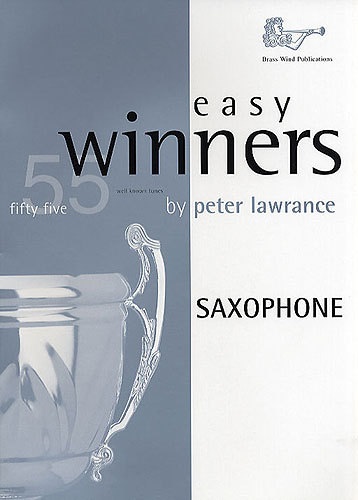 Brass Wind Publications
easy
winners
55
well known tunes
fifty five
by peter lawrance
SAXOPHONE